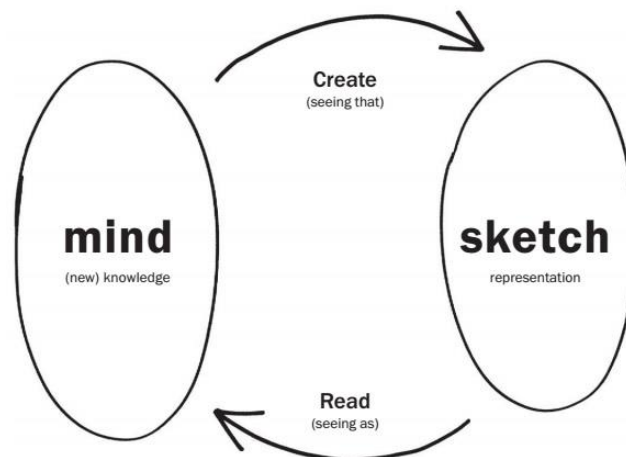 Create
(seeing that)
mind
(new) knowledge
sketch
representation
Read
(seeing as)